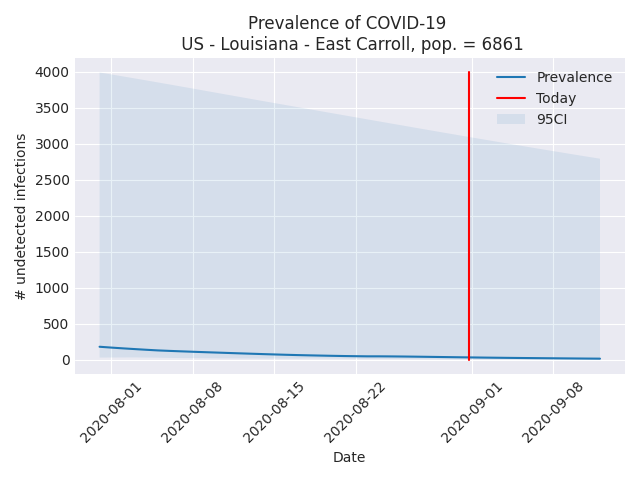 Prevalence of COVID-19
US - Louisiana - East Carroll, pop. = 6861
Prevalence
Today
95CI
# undetected infections
4000
3500
3000
2500
2000
1500
1000
500
0
2020-08-01
2020-08-08
2020-08-15
2020-08-22
2020-09-01
2020-09-08
Date